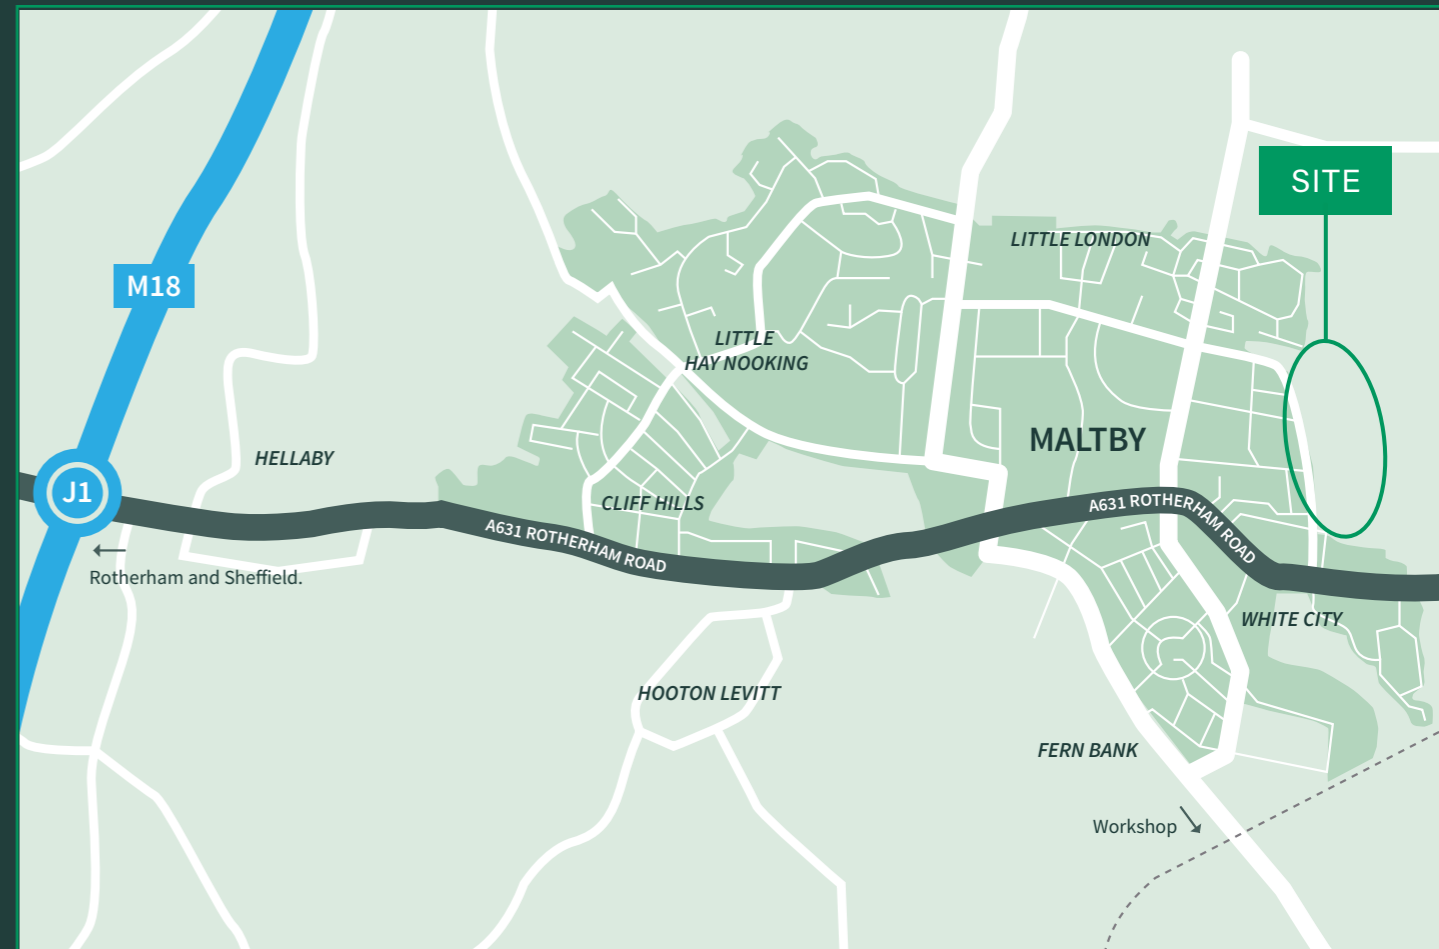 SITE
LITTLE LONDON
M18
LITTLE
HAY NOOKING
MALTBY
HELLABY
J1
CLIFF HILLS
A631 ROTHERHAM ROAD
A631 ROTHERHAM ROAD
Rotherham and Sheffield.
WHITE CITY
HOOTON LEVITT
FERN BANK
Workshop